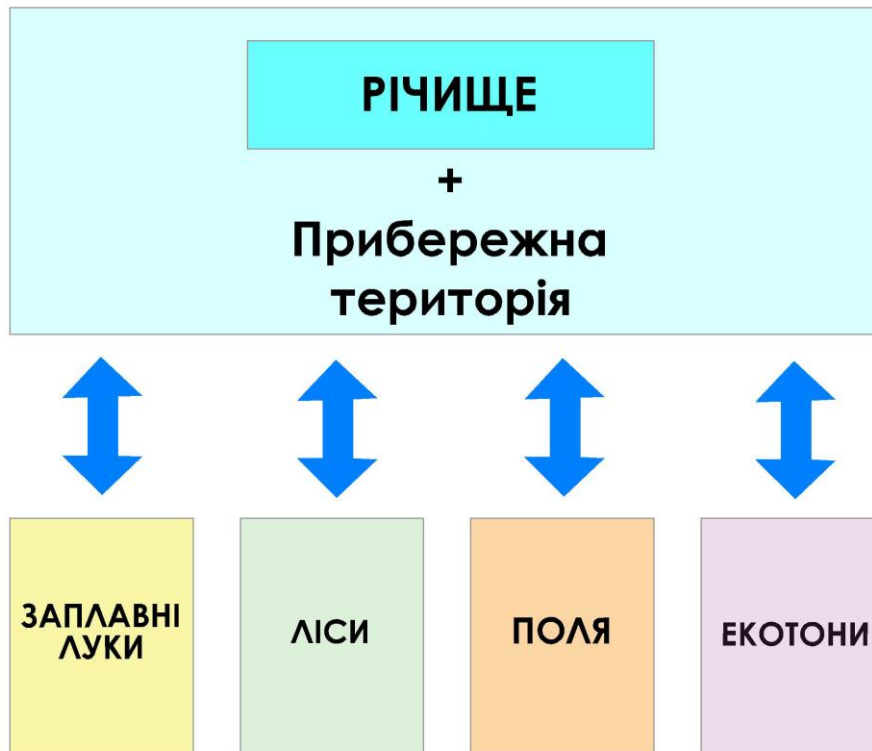 РІЧИЩЕ
+
Прибережна
територія
ЗАПЛАВНІ
ЛУКИ
ЛІСИ
ПОЛЯ
ЕКОТОНИ